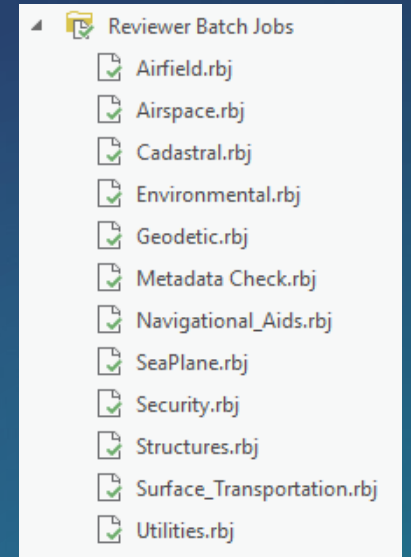 Reviewer Batch Jobs
Airfield.rbj
Airspace.rbj
Cadastral.rbj
Environmental.rbj
Geodetic.rbj
Metadata Check.rbj
Navigational_Aids.rbj
SeaPlane.rbj
Security.rbj
Structures.rbj
Surface_Transportation.rbj
Utilities.rbj